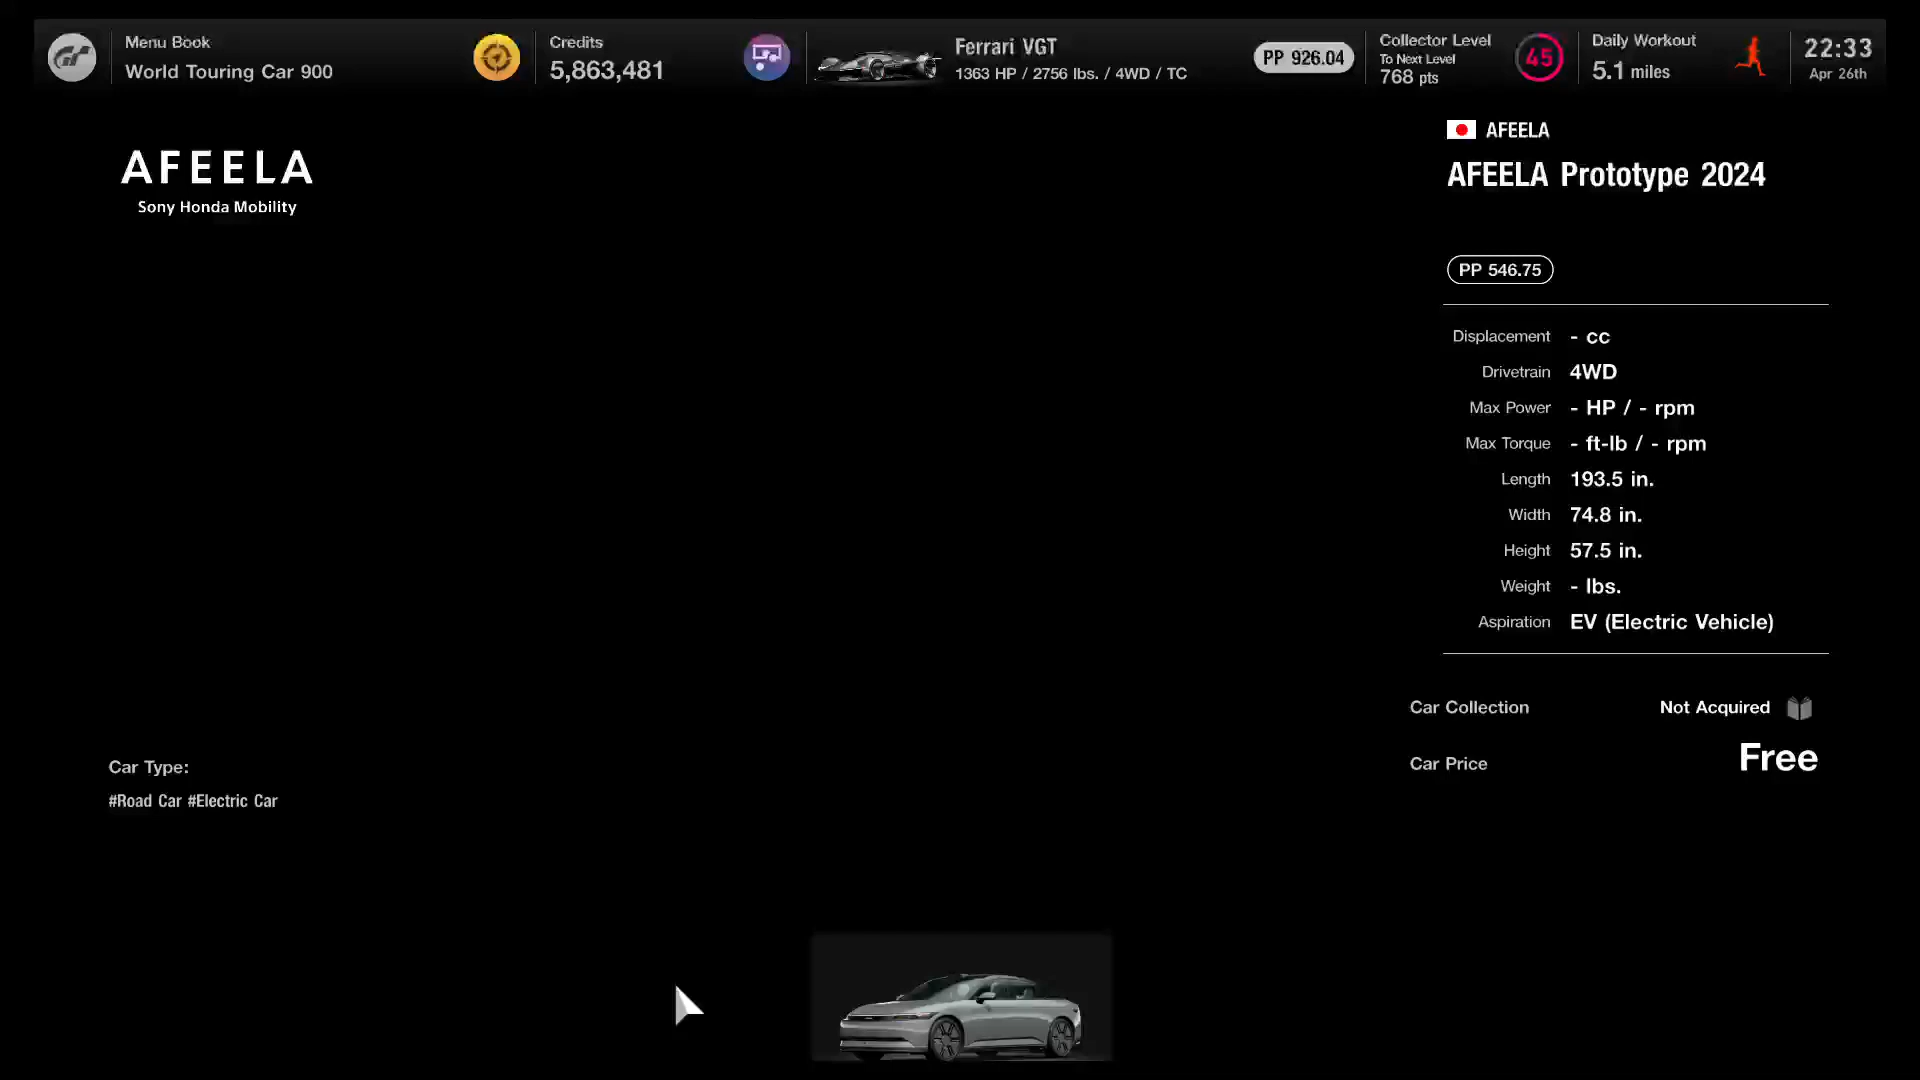 Menu Book
World Touring Car 900
Credits
5,863,481
Ferrari VGT
1363 HP / 2756 lbs. / 4WD / TC
PP 926.04
Collector Level
To Next Level
768 pts
45
Daily Workout
5.1 miles
22:33
Apr 26th
AFEELA
Sony Honda Mobility
AFEELA
AFEELA Prototype 2024
PP 546.75
Displacement - cc
Drivetrain 4WD
Max Power - HP / - rpm
Max Torque - ft-lb / - rpm
Length 193.5 in.
Width 74.8 in.
Height 57.5 in.
Weight - lbs.
Aspiration EV (Electric Vehicle)
Car Collection Not Acquired
Car Price Free
Car Type:
#Road Car #Electric Car